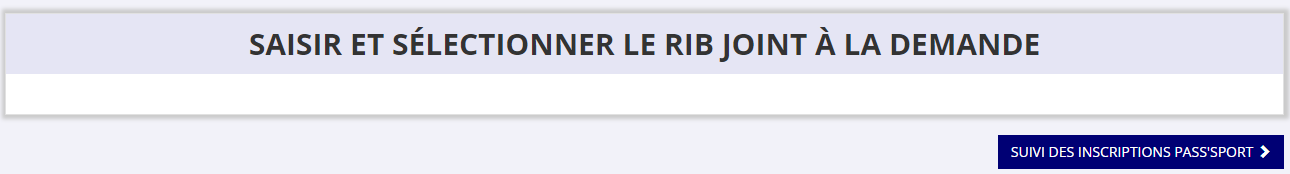 SAISIR ET SÉLECTIONNER LE RIB JOINT À LA DEMANDE
SUIVI DES INSCRIPTIONS PASS'SPORT